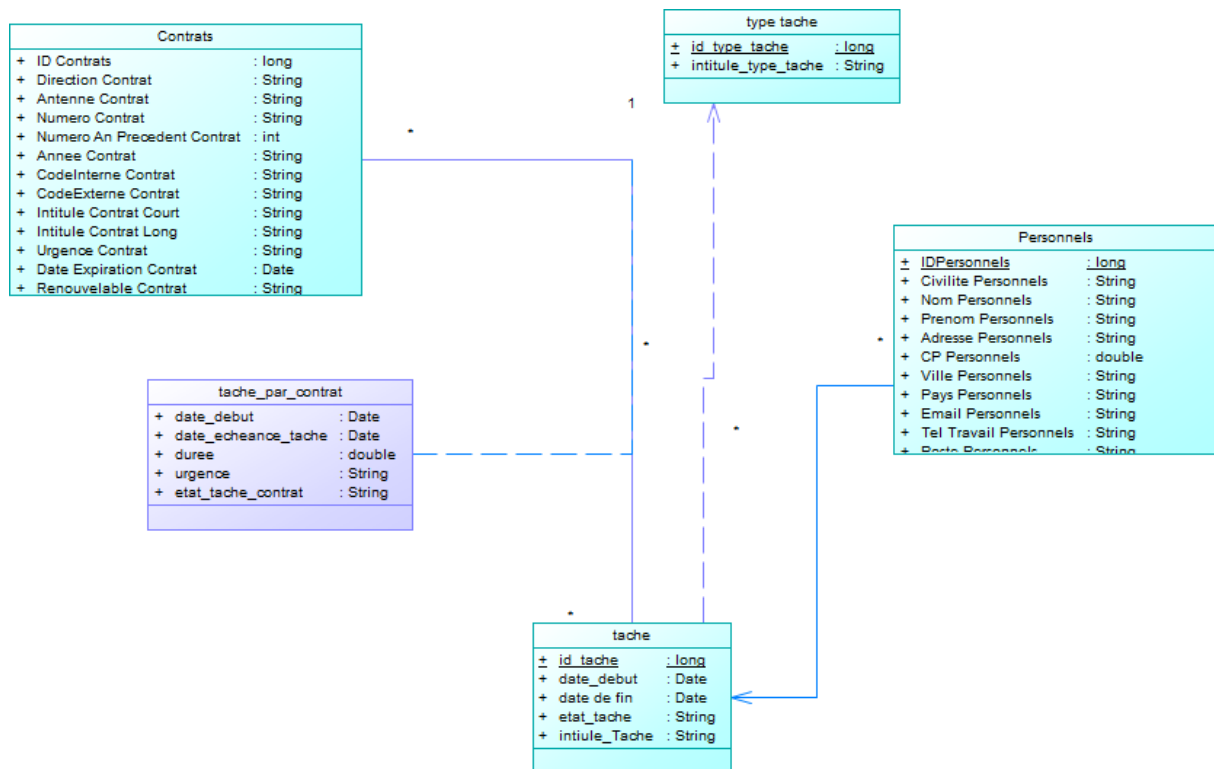 Contrats
+ ID Contrats : long
+ Direction Contrat : String
+ Antenne Contrat : String
+ Numero Contrat : String
+ Numero An Precedent Contrat : int
+ Annee Contrat : String
+ CodeInterne Contrat : String
+ CodeExterne Contrat : String
+ Intitule Contrat Court : String
+ Intitule Contrat Long : String
+ Urgence Contrat : String
+ Date Expiration Contrat : Date
+ Renouvelable Contrat : String
type tache
+ id_type_tache : long
+ intitule_type_tache : String
1
*
Personnels
+ IDPersonnels : long
+ Civilite Personnels : String
+ Nom Personnels : String
+ Prenom Personnels : String
+ Adresse Personnels : String
+ CP Personnels : double
+ Ville Personnels : String
+ Pays Personnels : String
+ Email Personnels : String
+ Tel Travail Personnels : String
+ Poste Personnels : String
*
*
*
tache_par_contrat
+ date_debut : Date
+ date_echeance_tache : Date
+ duree : double
+ urgence : String
+ etat_tache_contrat : String
*
tache
+ id_tache : long
+ date_debut : Date
+ date de fin : Date
+ etat_tache : String
+ intiule_Tache : String